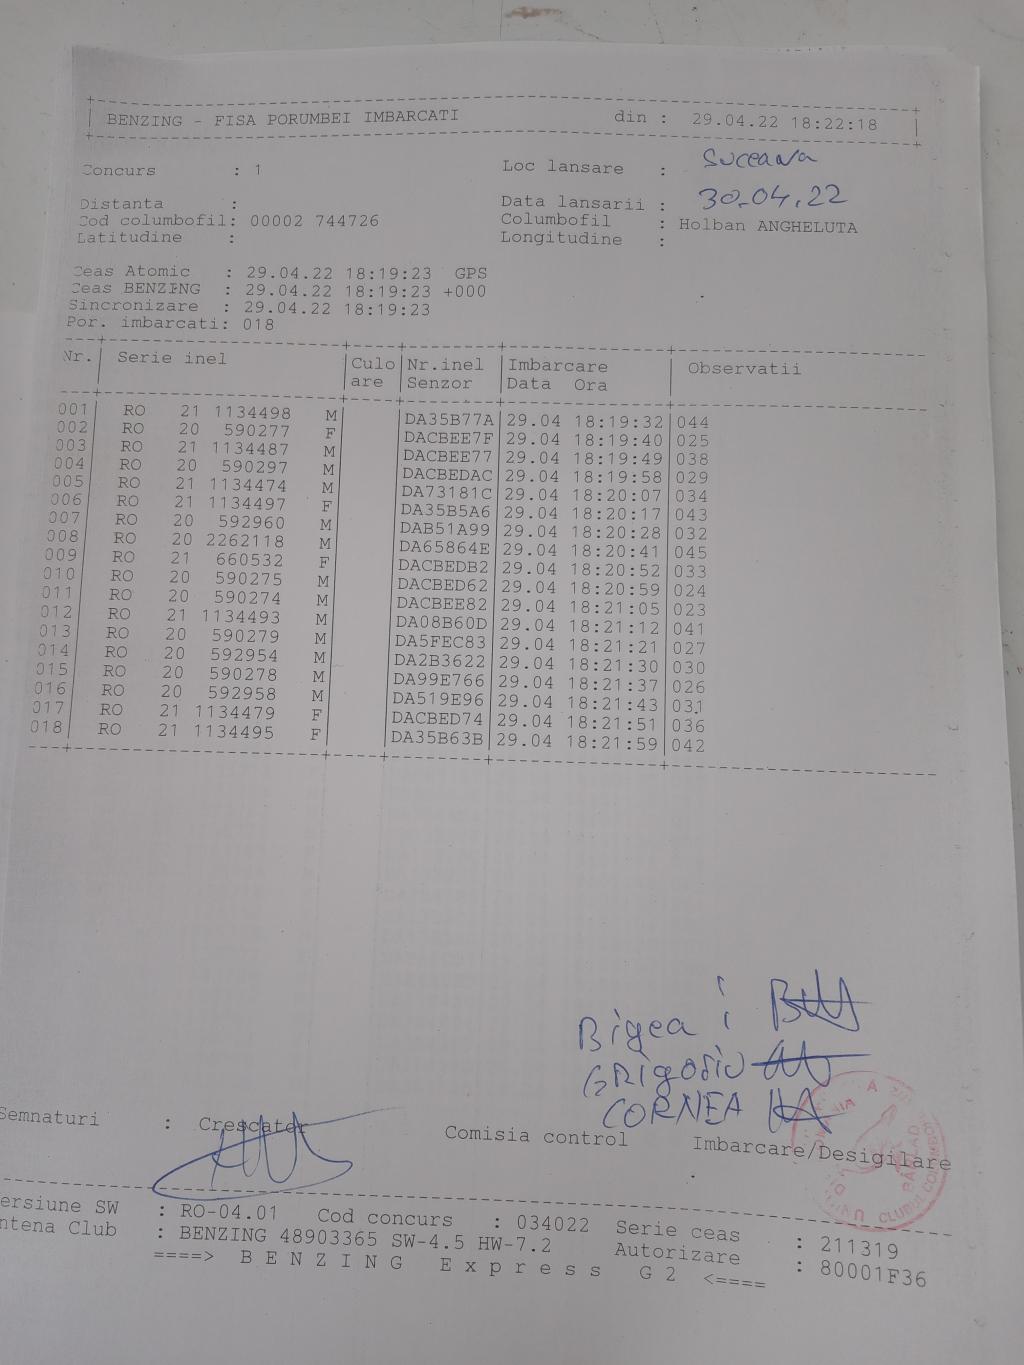 BENZING - FISA PORUMBEI IMBARCATI din : 29.04.22 18:22:18
Concurs : 1 Loc lansare : Suceava
Distanta : Data lansarii : 30.04.22
Cod columbofil: 00002 744726 Columbofil : Holban ANGHELUTA
Latitudine : Longitudine :
Ceas Atomic : 29.04.22 18:19:23 GPS
Ceas BENZING : 29.04.22 18:19:23 +000
Sincronizare : 29.04.22 18:19:23
Por. imbarcati: 018
Nr. Serie inel Culo Nr.inel Imbarcare Observatii
are Senzor Data Ora
001 RO 21 1134498 M DA35B77A 29.04 18:19:32 044
002 RO 20 590277 F DACBEE7F 29.04 18:19:40 025
003 RO 21 1134487 M DACBEE77 29.04 18:19:49 038
004 RO 20 590297 M DACBEDAC 29.04 18:19:58 029
005 RO 21 1134474 M DA73181C 29.04 18:20:07 034
006 RO 21 1134497 F DA35B5A6 29.04 18:20:17 043
007 RO 20 592960 M DAB51A99 29.04 18:20:28 032
008 RO 20 2262118 M DA65864E 29.04 18:20:41 045
009 RO 21 660532 F DACBEDB2 29.04 18:20:52 033
010 RO 20 590275 M DACBED62 29.04 18:20:59 024
011 RO 20 590274 M DACBEE82 29.04 18:21:05 023
012 RO 21 1134493 M DA08B60D 29.04 18:21:12 041
013 RO 20 590279 M DA5FEC83 29.04 18:21:21 027
014 RO 20 592954 M DA2B3622 29.04 18:21:30 030
015 RO 20 590278 M DA99E766 29.04 18:21:37 026
016 RO 20 592958 M DA519E96 29.04 18:21:43 031
017 RO 21 1134479 F DACBED74 29.04 18:21:51 036
018 RO 21 1134495 F DA35B63B 29.04 18:21:59 042
Bigea i
GRigoriu
CORNEA
Semnaturi : Crescator Comisia control Imbarcare/Desigilare
ersiune SW : RO-04.01 Cod concurs : 034022 Serie ceas : 211319
ntena Club : BENZING 48903365 SW-4.5 HW-7.2 Autorizare : 80001F36
====> B E N Z I N G E x p r e s s G 2 <====